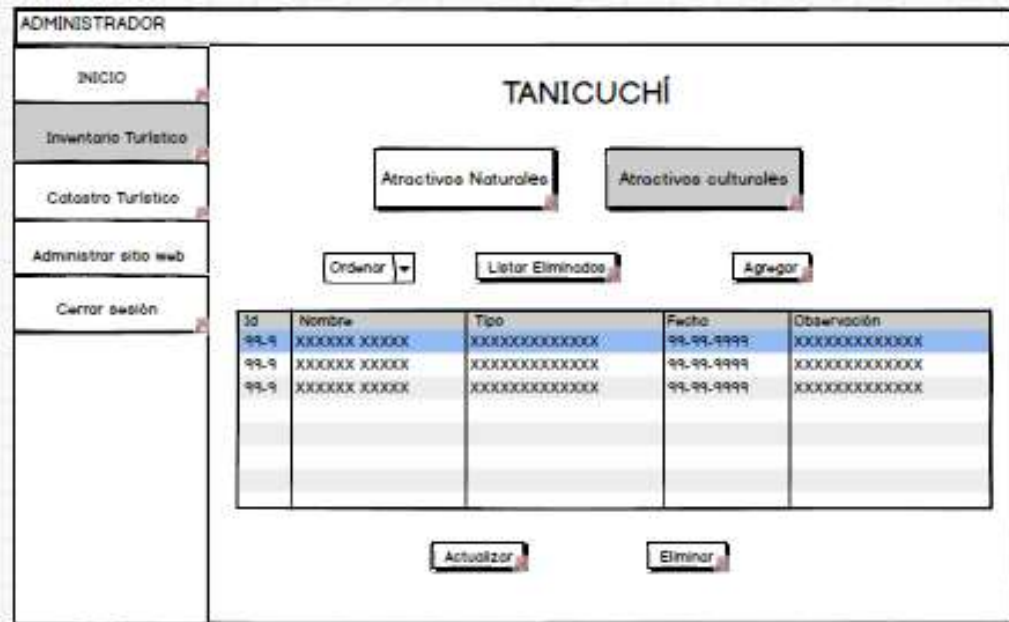 ADMINISTRADOR
INICIO
Inventario Turístico
Catastro Turístico
Administrar sitio web
Cerrar sesión
TANICUCHÍ
Atractivos Naturales
Atractivos culturales
Ordenar
Listar Eliminados
Agregar
Id Nombre Tipo Fecha Observación
99-9 XXXXXX XXXXX XXXXXXXXXXXXX 99-99-9999 XXXXXXXXXXXXX
99-9 XXXXXX XXXXX XXXXXXXXXXXXX 99-99-9999 XXXXXXXXXXXXX
99-9 XXXXXX XXXXX XXXXXXXXXXXXX 99-99-9999 XXXXXXXXXXXXX
Actualizar
Eliminar